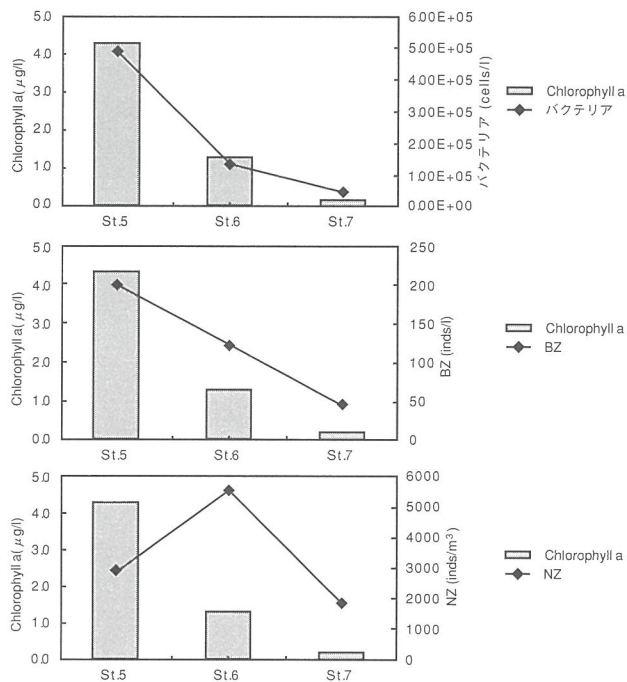 Chlorophyll a( μg/l)
5.0
4.0
3.0
2.0
1.0
0.0
St.5
St.6
St.7
6.00E+05
5.00E+05
4.00E+05
3.00E+05
2.00E+05
1.00E+05
0.00E+00
バクテリア (cells/l)
Chlorophyll a
バクテリア
Chlorophyll a( μg/l)
5.0
4.0
3.0
2.0
1.0
0.0
St.5
St.6
St.7
250
200
150
100
50
0
BZ (inds/l)
Chlorophyll a
BZ
Chlorophyll a( μg/l)
5.0
4.0
3.0
2.0
1.0
0.0
St.5
St.6
St.7
6000
5000
4000
3000
2000
1000
0
NZ (inds/m³)
Chlorophyll a
NZ